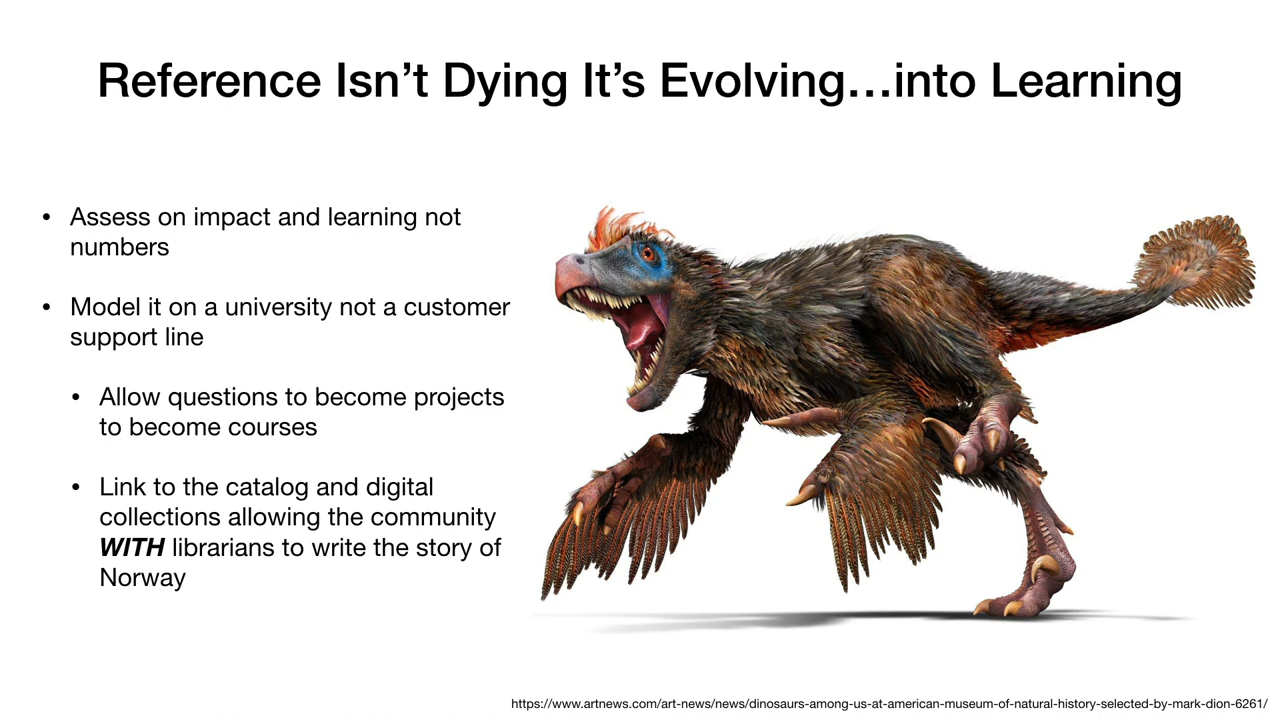 Reference Isn’t Dying It’s Evolving…into Learning
• Assess on impact and learning not
numbers
• Model it on a university not a customer
support line
• Allow questions to become projects
to become courses
• Link to the catalog and digital
collections allowing the community
WITH librarians to write the story of
Norway
https://www.artnews.com/art-news/news/dinosaurs-among-us-at-american-museum-of-natural-history-selected-by-mark-dion-6261/